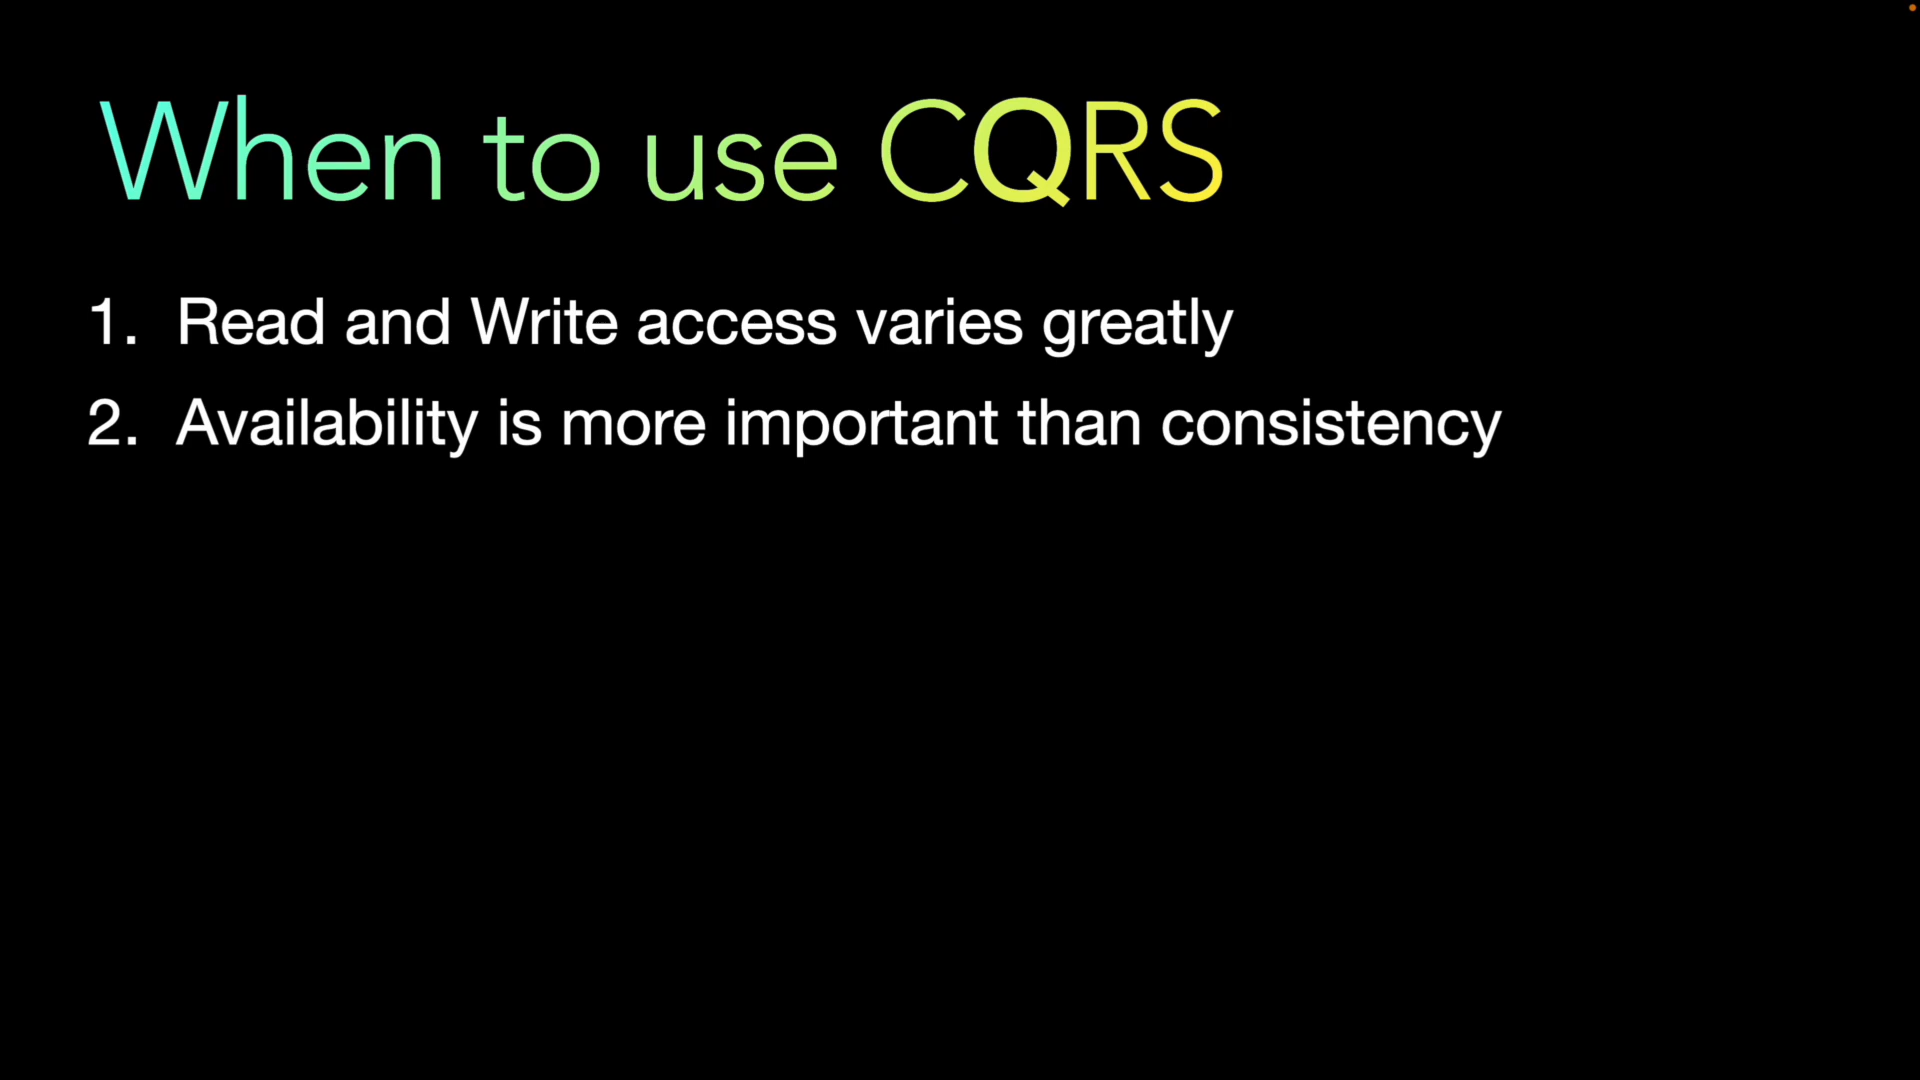 When to use CQRS
1. Read and Write access varies greatly
2. Availability is more important than consistency